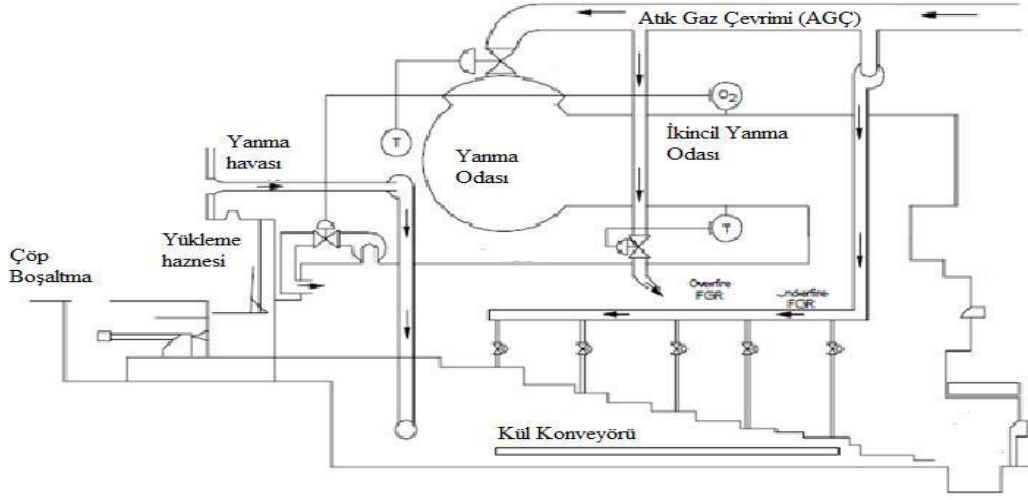 Atık Gaz Çevrimi (AGÇ)
O2
T
Yanma
havası
Yanma
Odası
İkincil Yanma
Odası
T
Yükleme
haznesi
Çöp
Boşaltma
Overfire
FGR
Underfire
FGR
Kül Konveyörü